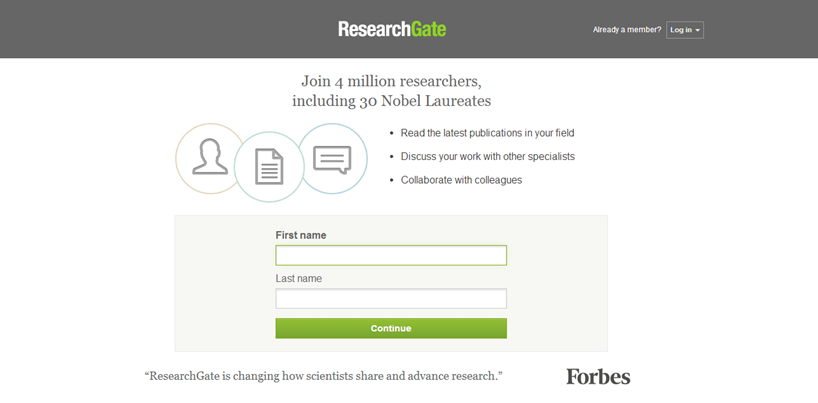 ResearchGate
Already a member? Log in
Join 4 million researchers,
including 30 Nobel Laureates
Read the latest publications in your field
Discuss your work with other specialists
Collaborate with colleagues
First name
Last name
Continue
“ResearchGate is changing how scientists share and advance research.”
Forbes